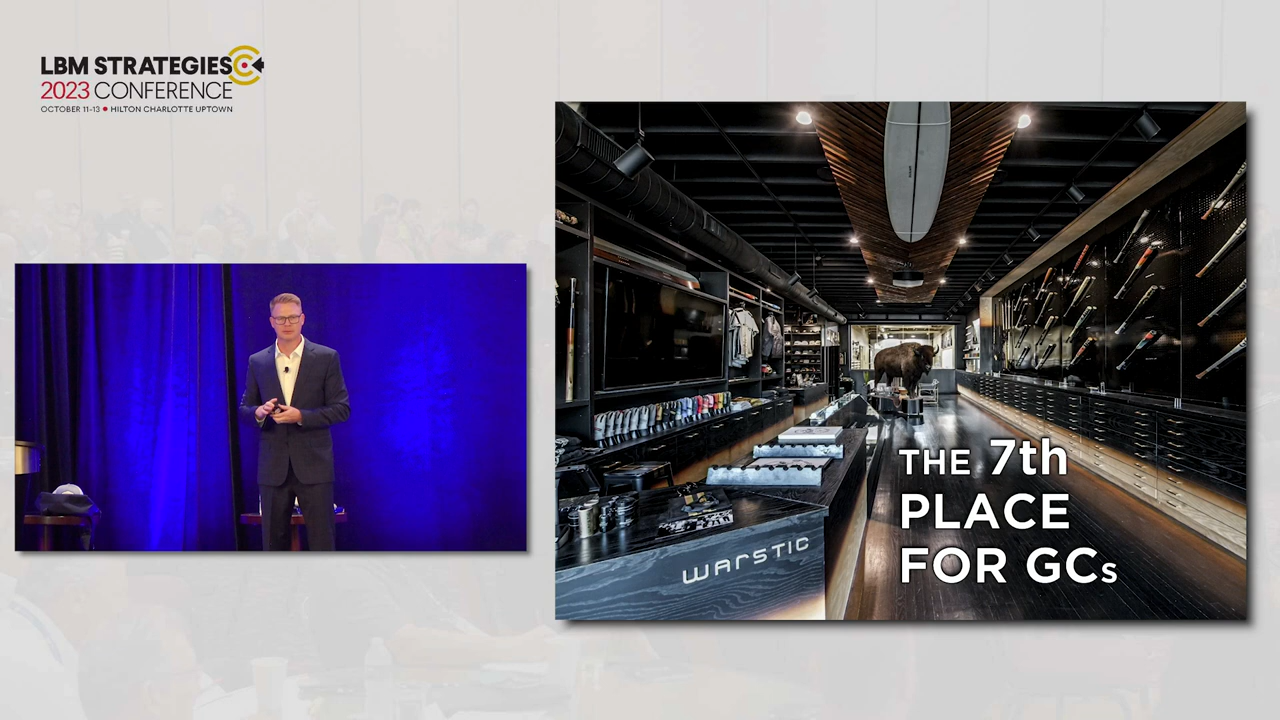 LBM STRATEGIES
2023 CONFERENCE
OCTOBER 11-13 • HILTON CHARLOTTE UPTOWN
WARSTIC
THE 7th
PLACE
FOR GCs